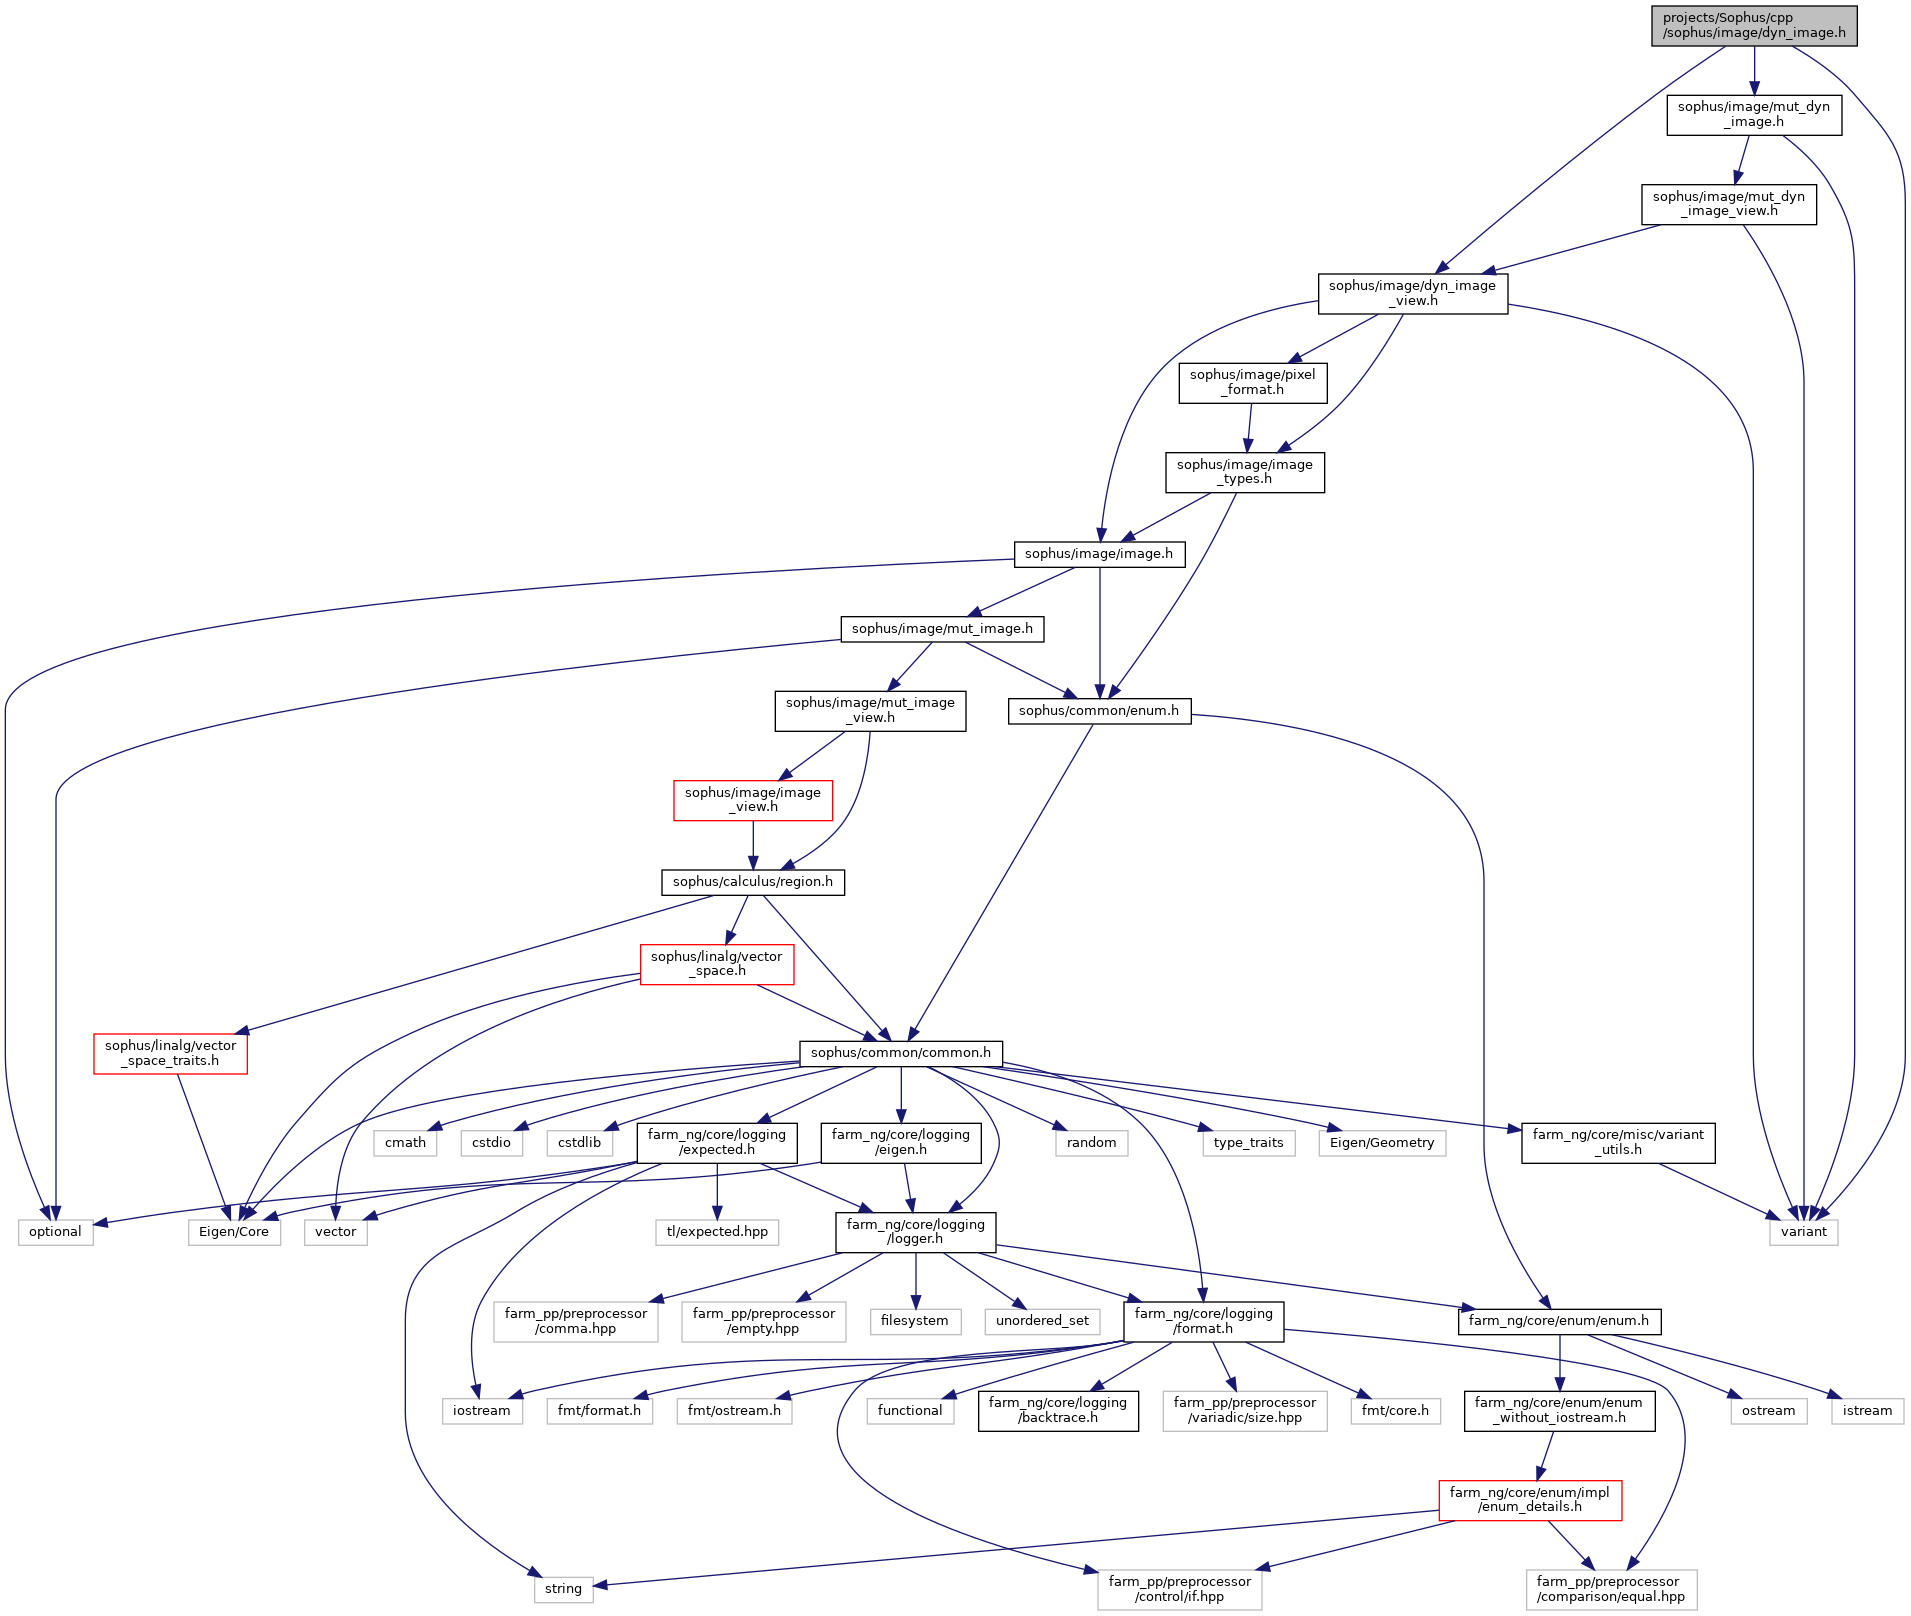 projects/Sophus/cpp
/sophus/image/dyn_image.h
sophus/image/mut_dyn
_image.h
sophus/image/mut_dyn
_image_view.h
sophus/image/dyn_image
_view.h
sophus/image/pixel
_format.h
sophus/image/image
_types.h
sophus/image/image.h
sophus/image/mut_image.h
sophus/image/mut_image
_view.h
sophus/common/enum.h
sophus/image/image
_view.h
sophus/calculus/region.h
sophus/linalg/vector
_space.h
sophus/linalg/vector
_space_traits.h
sophus/common/common.h
cmath
cstdio
cstdlib
farm_ng/core/logging
/expected.h
farm_ng/core/logging
/eigen.h
random
type_traits
Eigen/Geometry
farm_ng/core/misc/variant
_utils.h
optional
Eigen/Core
vector
tl/expected.hpp
farm_ng/core/logging
/logger.h
variant
farm_pp/preprocessor
/comma.hpp
farm_pp/preprocessor
/empty.hpp
filesystem
unordered_set
farm_ng/core/logging
/format.h
farm_ng/core/enum/enum.h
iostream
fmt/format.h
fmt/ostream.h
functional
farm_ng/core/logging
/backtrace.h
farm_pp/preprocessor
/variadic/size.hpp
fmt/core.h
farm_ng/core/enum/enum
_without_iostream.h
ostream
istream
farm_ng/core/enum/impl
/enum_details.h
string
farm_pp/preprocessor
/control/if.hpp
farm_pp/preprocessor
/comparison/equal.hpp